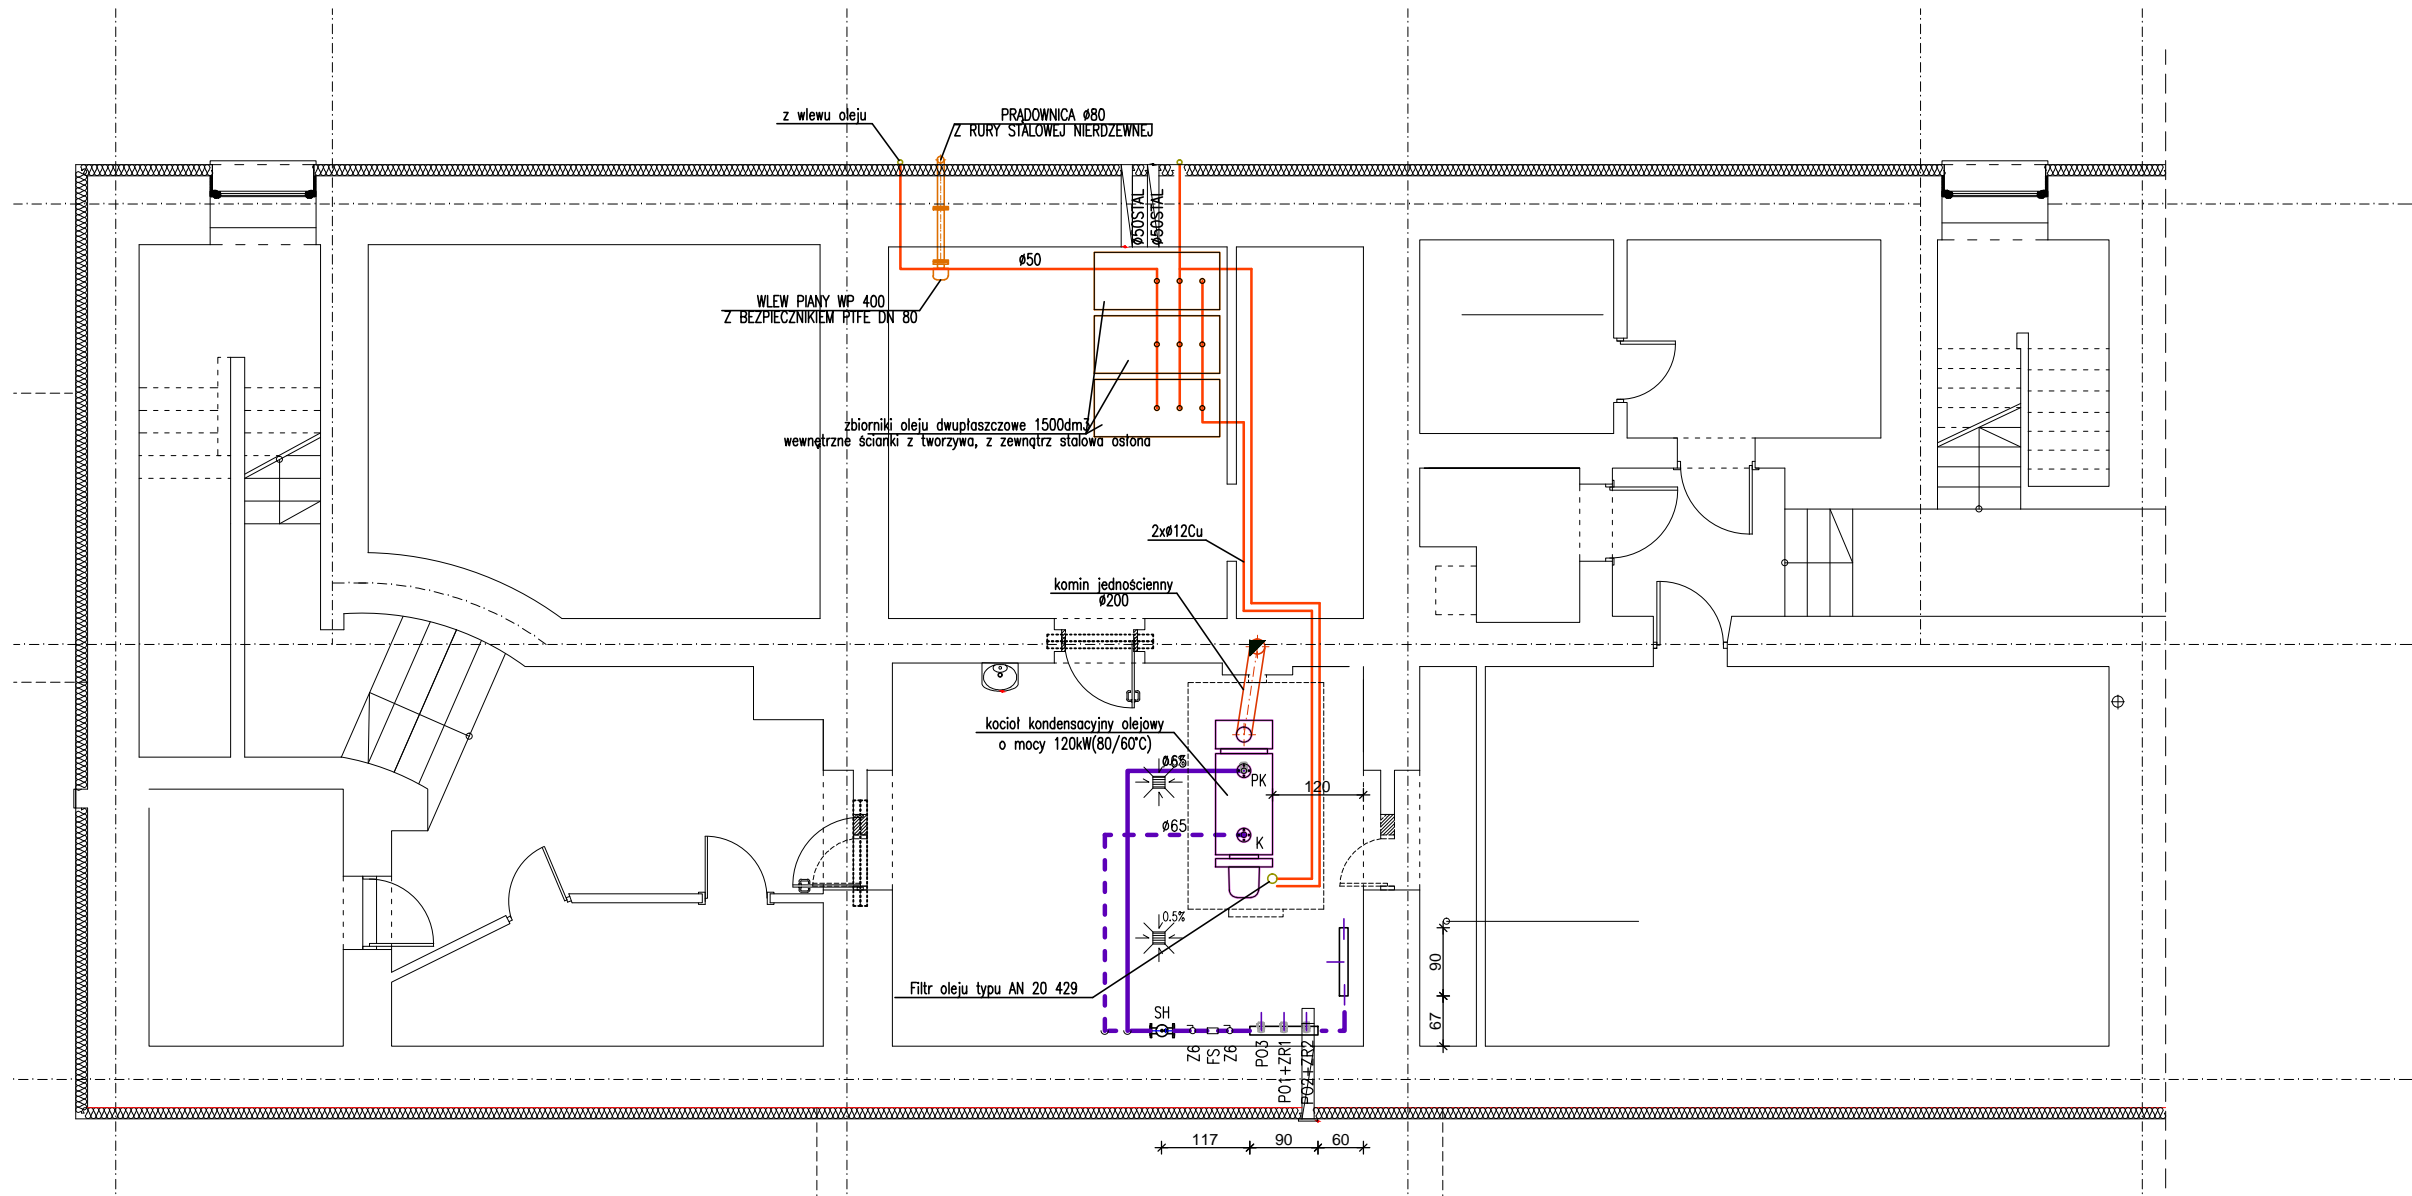 z wlewu oleju
PRĄDOWNICA ø80
Z RURY STALOWEJ NIERDZEWNEJ
ø50STAL
ø50STAL
ø50
WLEW PIANY WP 400
Z BEZPIECZNIKIEM PTFE DN 80
zbiorniki oleju dwupłaszczowe 1500dm3
wewnętrzne ścianki z tworzywa, z zewnątrz stalowa osłona
2xø12Cu
komin jednościenny
ø200
kocioł kondensacyjny olejowy
o mocy 120kW(80/60°C)
ø65
PK
120
ø65
K
0.5%
Filtr oleju typu AN 20 429
90
67
SH
Z6
FS
Z6
PO3
PO1+ZR1
PO2+ZR2
117
90
60